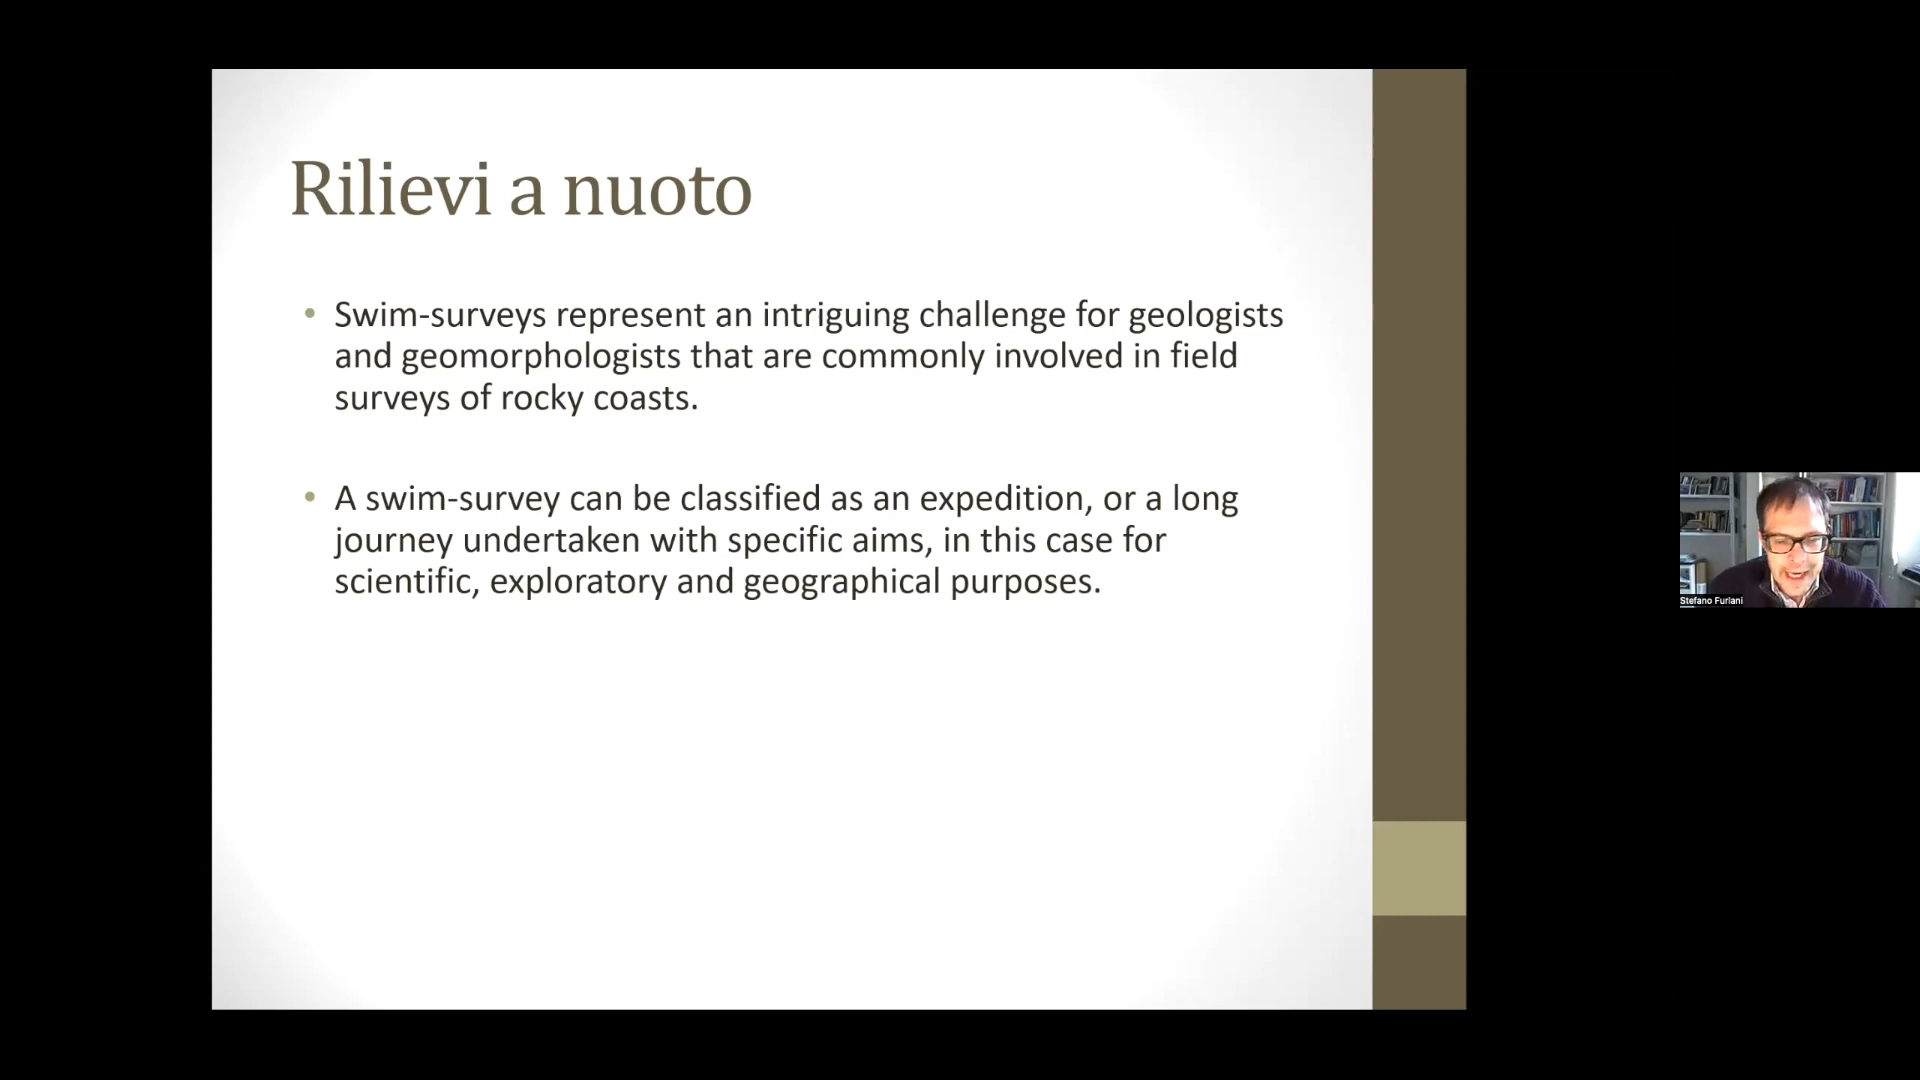 Rilievi a nuoto
• Swim-surveys represent an intriguing challenge for geologists
and geomorphologists that are commonly involved in field
surveys of rocky coasts.
• A swim-survey can be classified as an expedition, or a long
journey undertaken with specific aims, in this case for
scientific, exploratory and geographical purposes.
Stefano Furlani